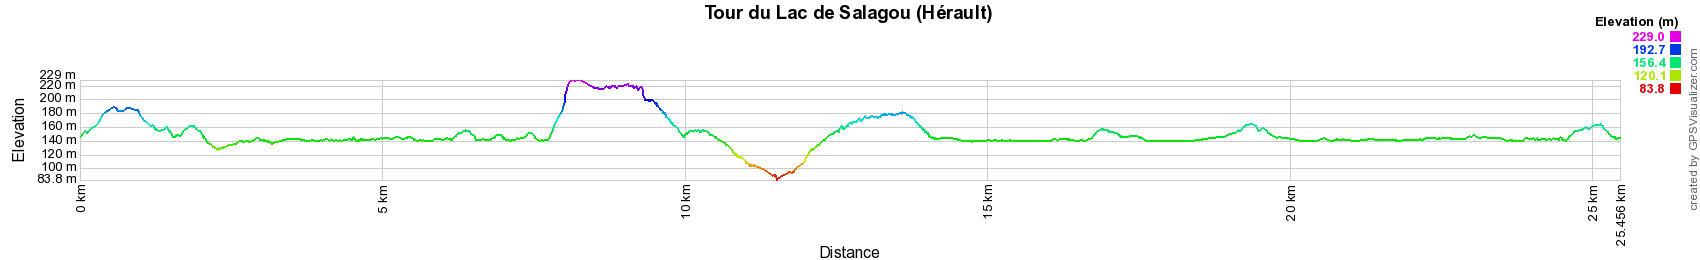 Tour du Lac de Salagou (Hérault)
Elevation (m)
229.0
192.7
156.4
120.1
83.8
229 m
220 m
200 m
180 m
160 m
140 m
120 m
100 m
83.8 m
Elevation
0 km
5 km
10 km
15 km
20 km
25 km
25.456 km
Distance
created by GPSVisualizer.com